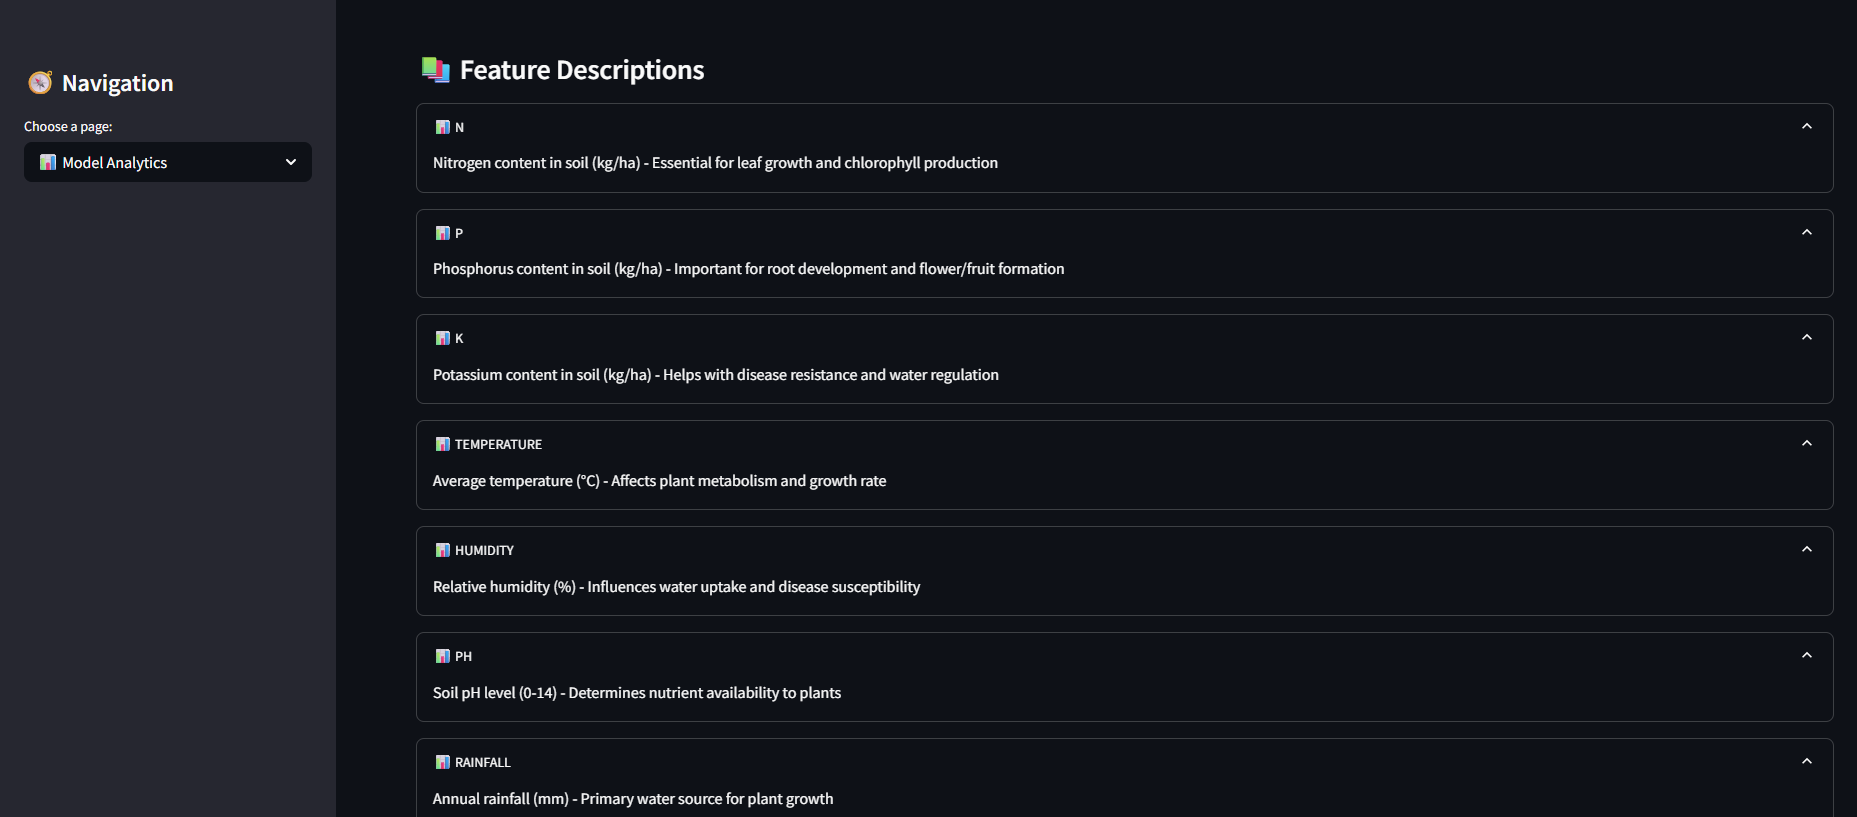 Navigation
Choose a page:
Model Analytics
Feature Descriptions
N
Nitrogen content in soil (kg/ha) - Essential for leaf growth and chlorophyll production
P
Phosphorus content in soil (kg/ha) - Important for root development and flower/fruit formation
K
Potassium content in soil (kg/ha) - Helps with disease resistance and water regulation
TEMPERATURE
Average temperature (°C) - Affects plant metabolism and growth rate
HUMIDITY
Relative humidity (%) - Influences water uptake and disease susceptibility
PH
Soil pH level (0-14) - Determines nutrient availability to plants
RAINFALL
Annual rainfall (mm) - Primary water source for plant growth